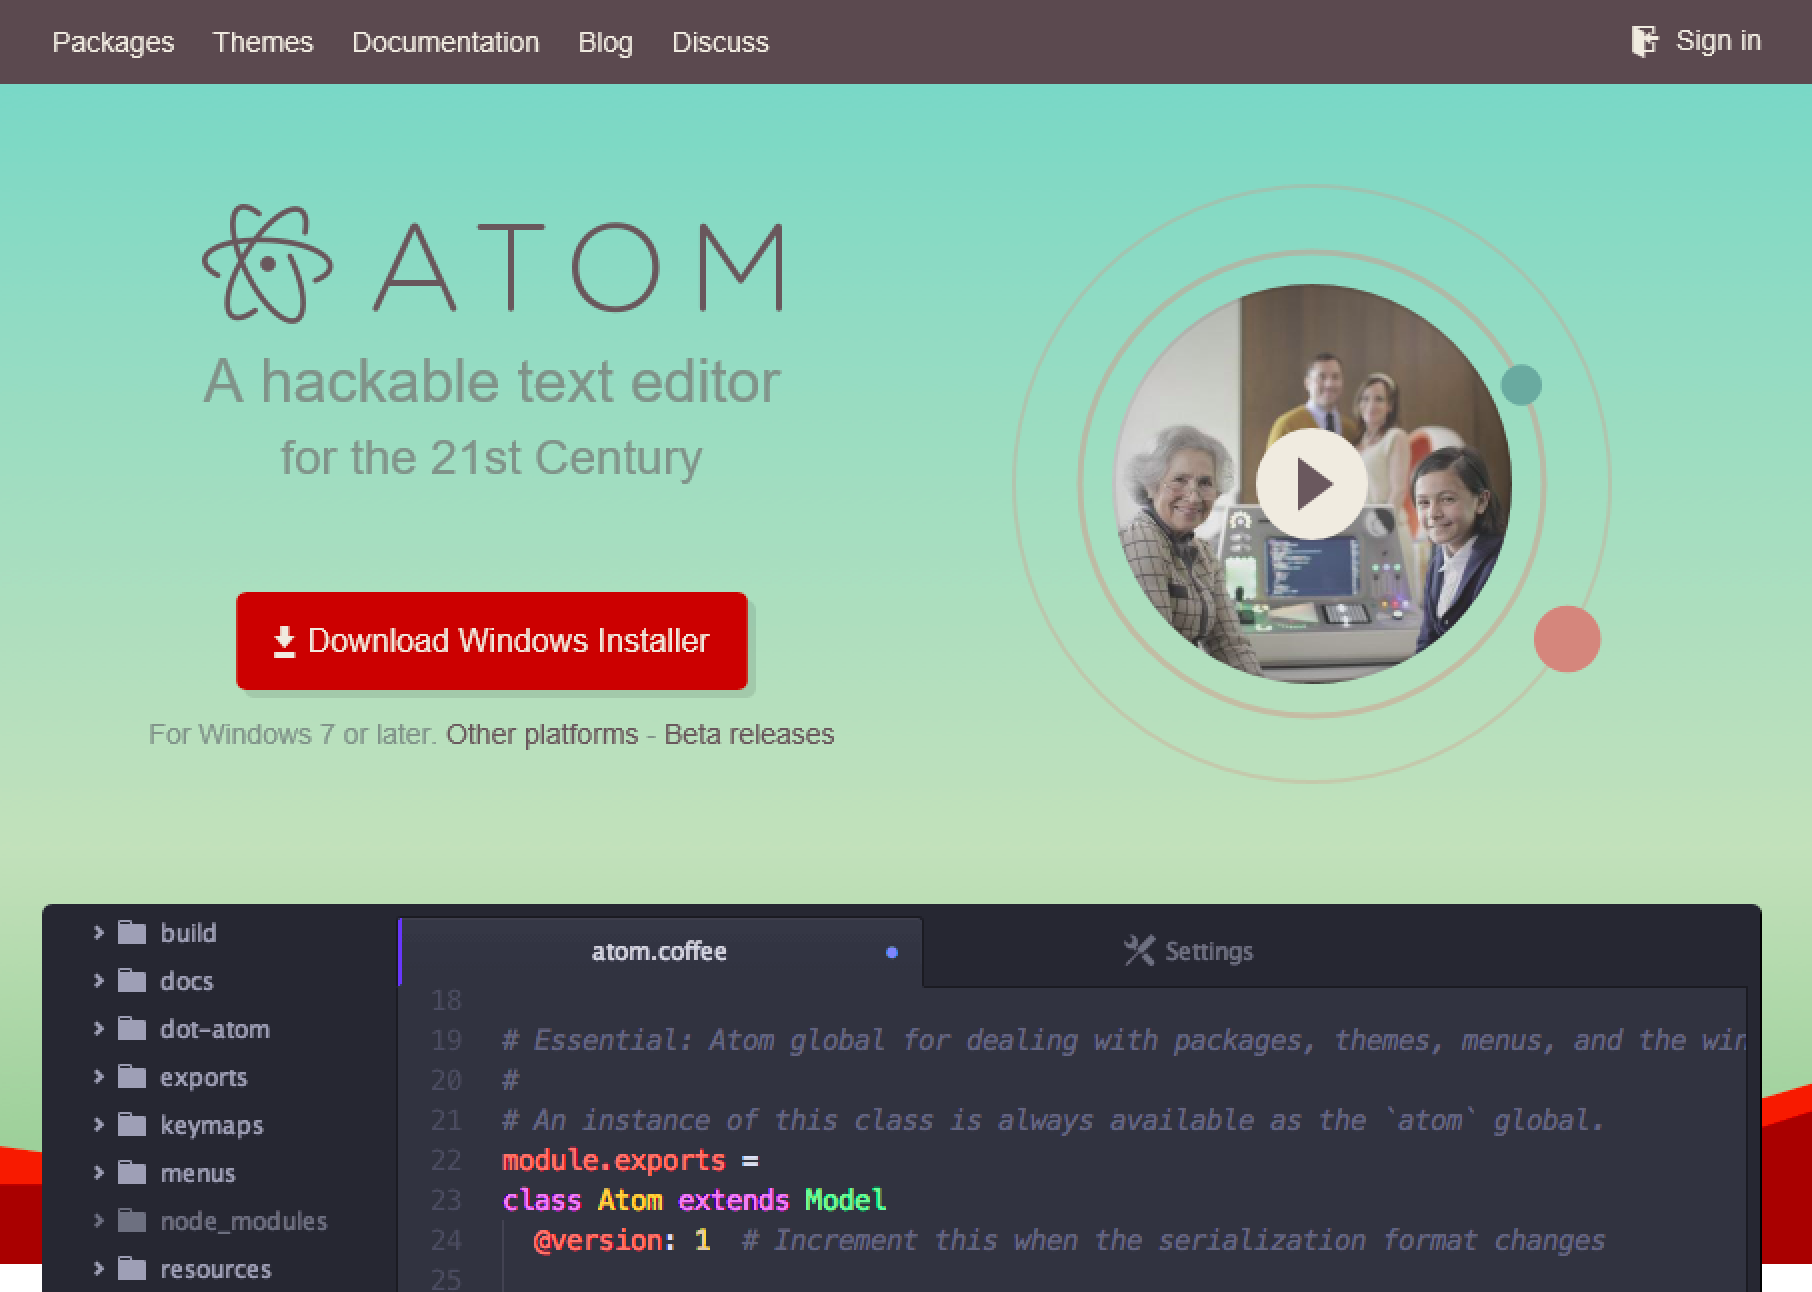 Packages Themes Documentation Blog Discuss Sign in
ATOM
A hackable text editor
for the 21st Century
Download Windows Installer
For Windows 7 or later. Other platforms - Beta releases
build
docs
dot-atom
exports
keymaps
menus
node_modules
resources
atom.coffee Settings
18
19 # Essential: Atom global for dealing with packages, themes, menus, and the win
20 #
21 # An instance of this class is always available as the `atom` global.
22 module.exports =
23 class Atom extends Model
24 @version: 1 # Increment this when the serialization format changes
25